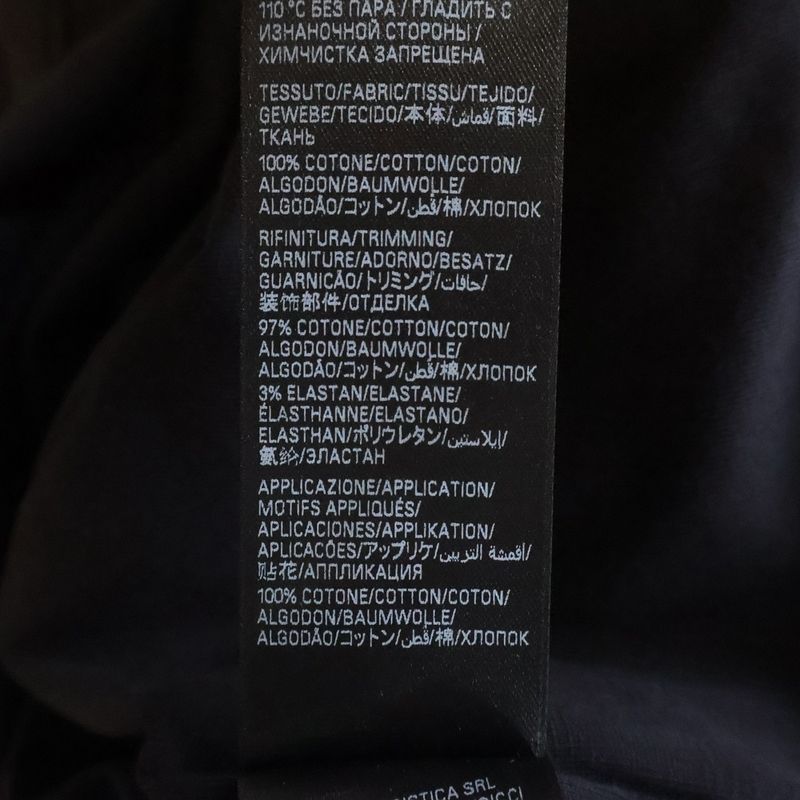 110 °C БЕЗ ПАРА / ГЛАДИТЬ С
ИЗНАНОЧНОЙ СТОРОНЫ /
ХИМЧИСТКА ЗАПРЕЩЕНА
TESSUTO/FABRIC/TISSU/TEJIDO/
GEWEBE/TECIDO/本体/قماش/面料/
ТКАНЬ
100% COTONE/COTTON/COTON/
ALGODON/BAUMWOLLE/
ALGODÃO/コットン/قطن/棉/ХЛОПОК
RIFINITURA/TRIMMING/
GARNITURE/ADORNO/BESATZ/
GUARNICÃO/トリミング/حافات/
装饰部件/ОТДЕЛКА
97% COTONE/COTTON/COTON/
ALGODON/BAUMWOLLE/
ALGODÃO/コットン/قطن/棉/ХЛОПОК
3% ELASTAN/ELASTANE/
ÉLASTHANNE/ELASTANO/
ELASTHAN/ポリウレタン/إيلاستين/
氨纶/ЭЛАСТАН
APPLICAZIONE/APPLICATION/
MOTIFS APPLIQUÉS/
APLICACIONES/APPLIKATION/
APLICACÕES/アップリケ/أقمشة التزيين/
贴花/АППЛИКАЦИЯ
100% COTONE/COTTON/COTON/
ALGODON/BAUMWOLLE/
ALGODÃO/コットン/قطن/棉/ХЛОПОК
SRL